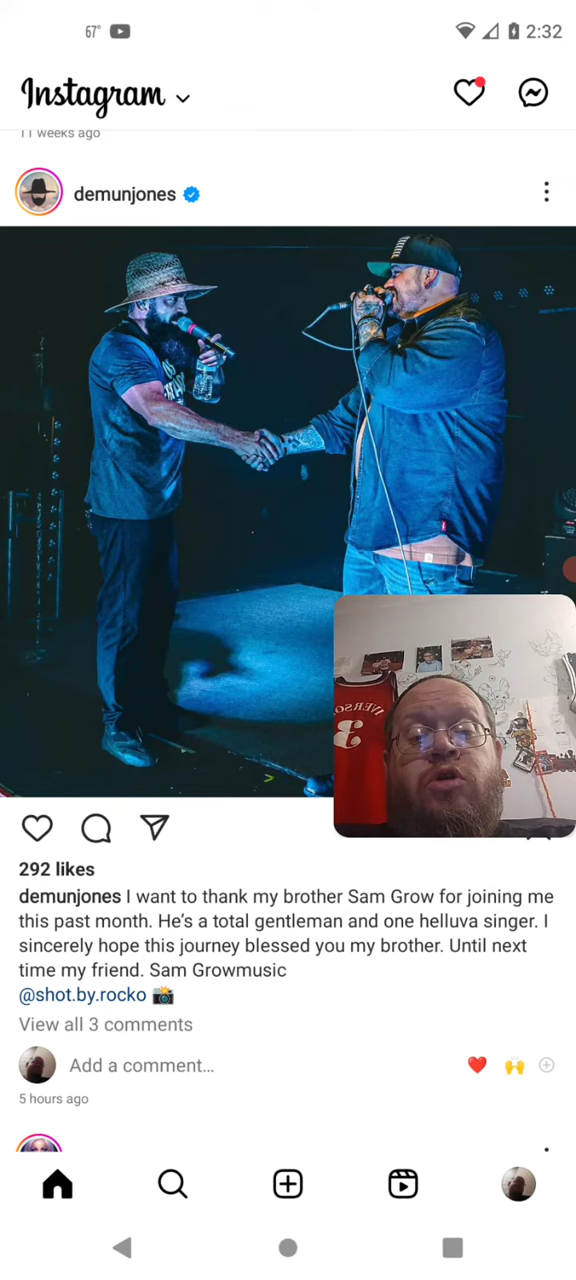 67°
2:32
Instagram
11 weeks ago
demunjones
292 likes
demunjones I want to thank my brother Sam Grow for joining me
this past month. He's a total gentleman and one helluva singer. I
sincerely hope this journey blessed you my brother. Until next
time my friend. Sam Growmusic
@shot.by.rocko 📸
View all 3 comments
Add a comment...
❤️ 🙌
5 hours ago
IVERSO
3